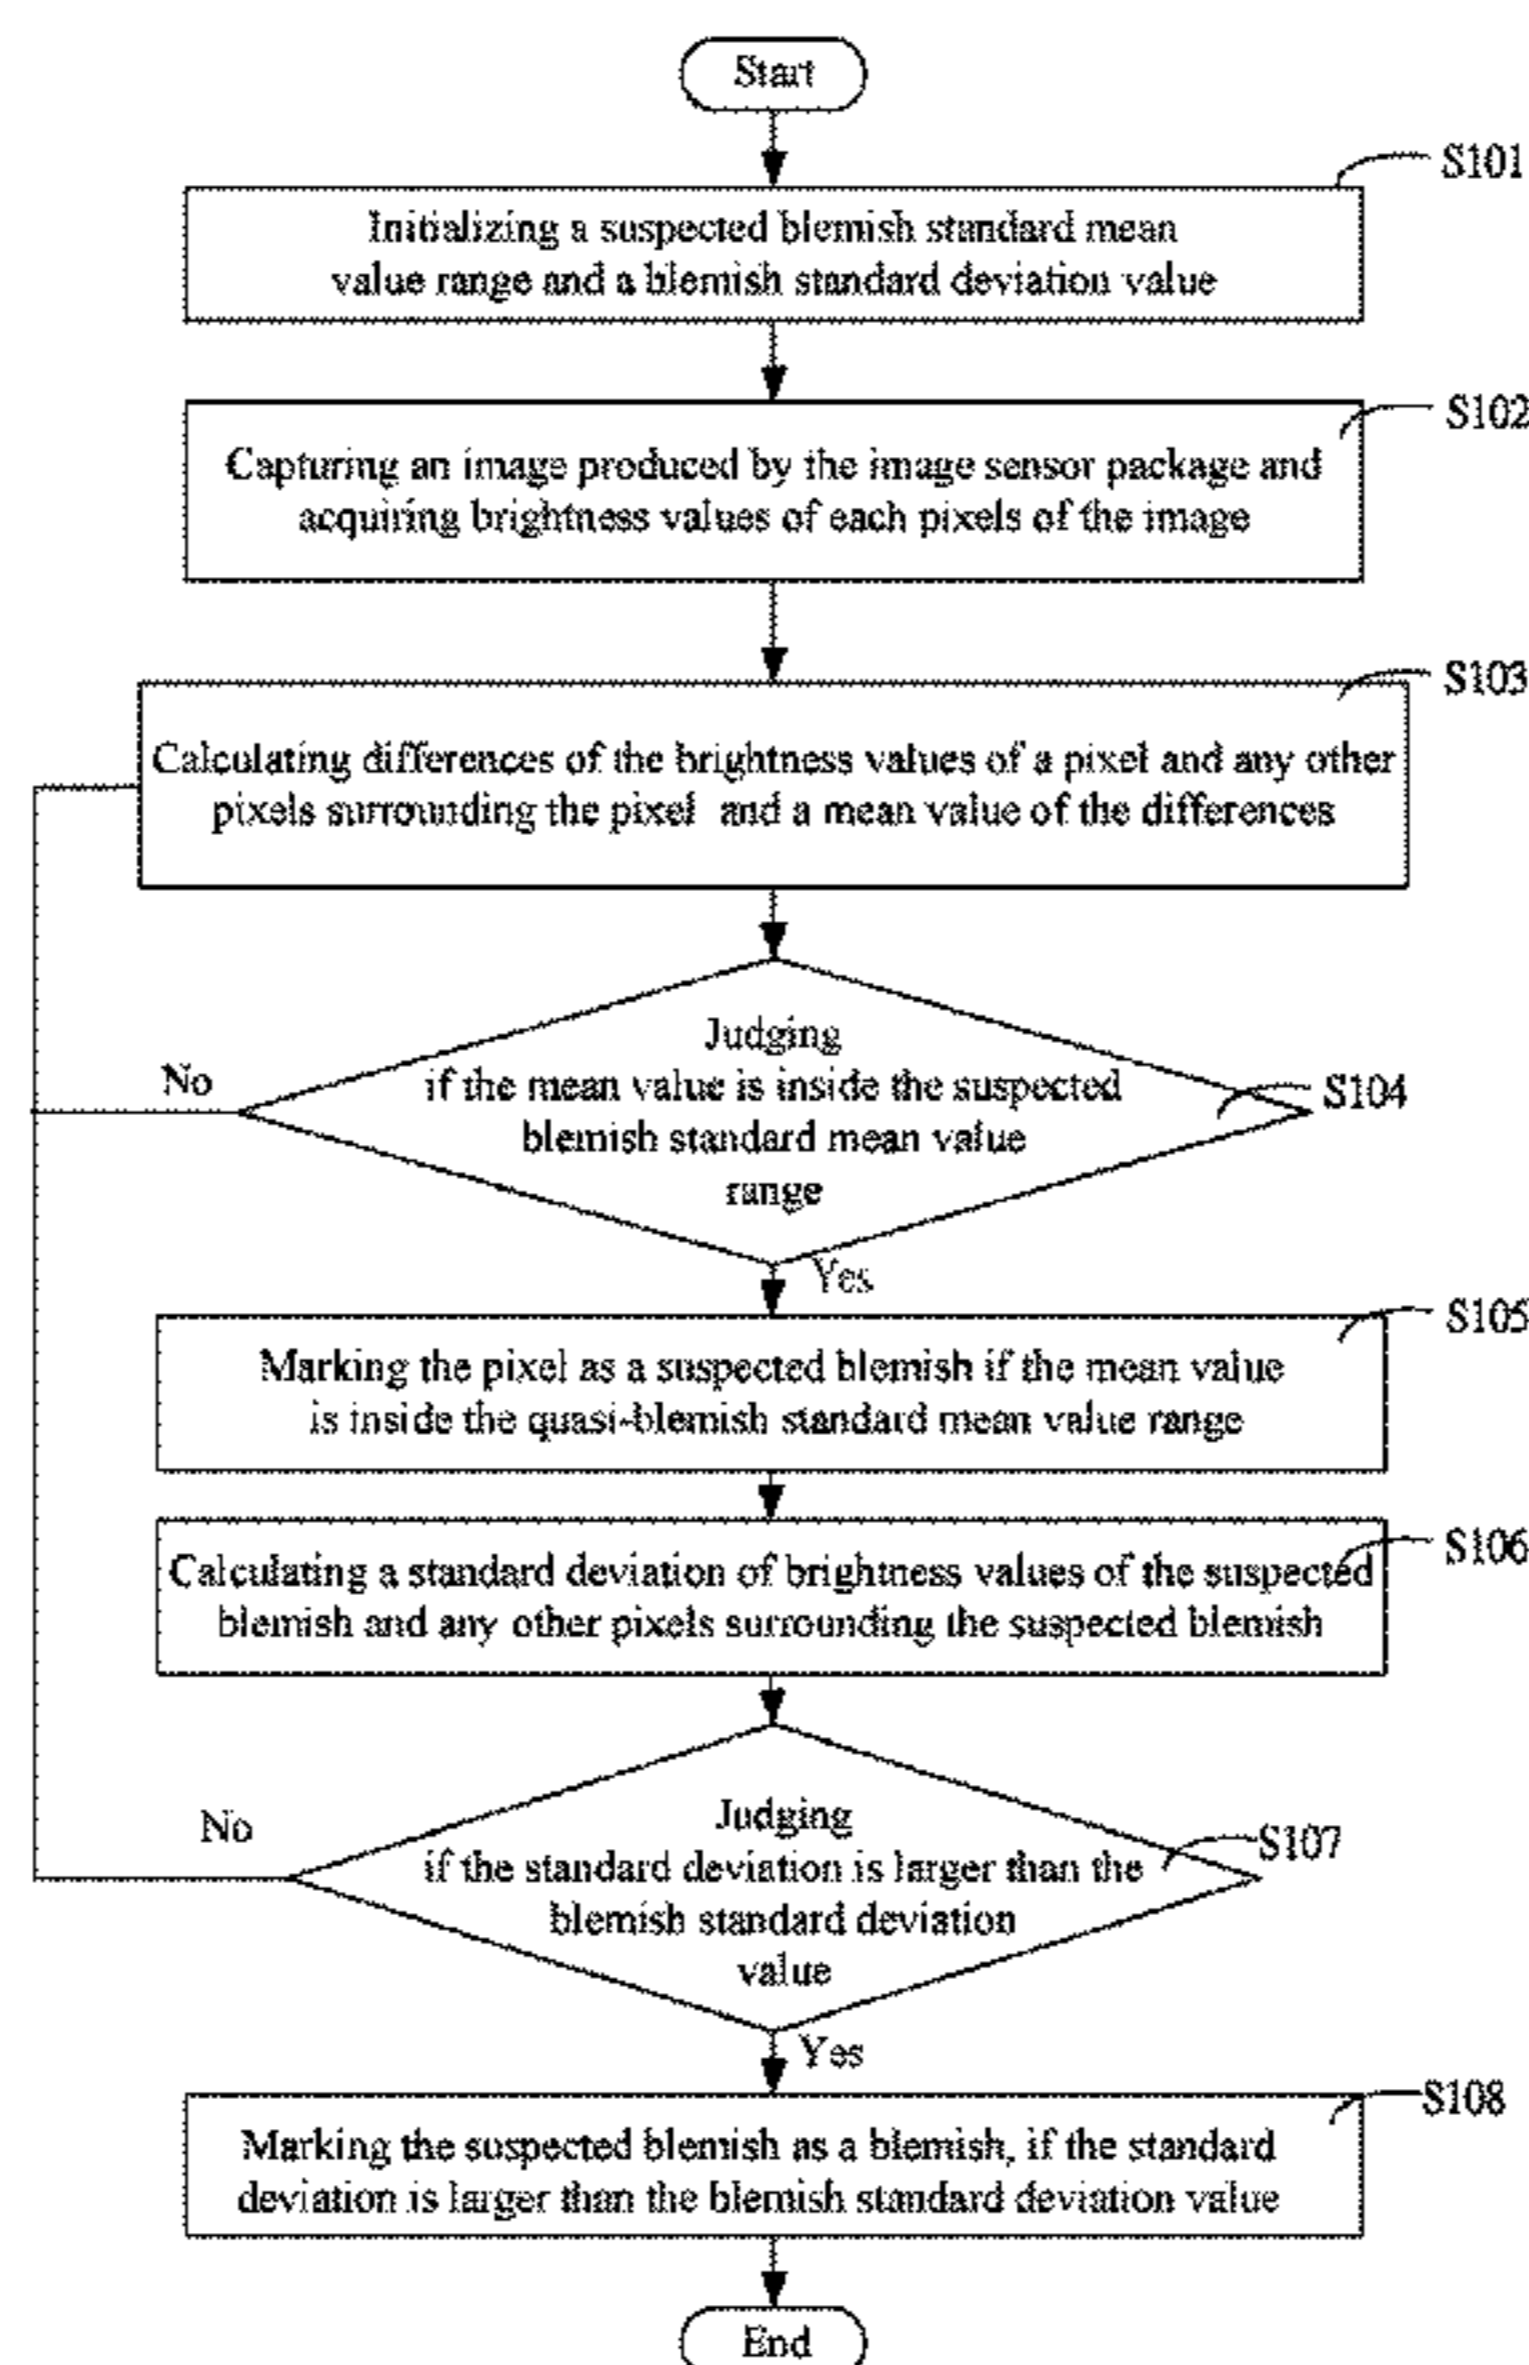 Start
S101
Initializing a suspected blemish standard mean
value range and a blemish standard deviation value
S102
Capturing an image produced by the image sensor package and
acquiring brightness values of each pixels of the image
S103
Calculating differences of the brightness values of a pixel and any other
pixels surrounding the pixel and a mean value of the differences
Judging
if the mean value is inside the suspected
blemish standard mean value
range
No
S104
Yes
S105
Marking the pixel as a suspected blemish if the mean value
is inside the quasi-blemish standard mean value range
S106
Calculating a standard deviation of brightness values of the suspected
blemish and any other pixels surrounding the suspected blemish
Judging
if the standard deviation is larger than the
blemish standard deviation
value
No
S107
Yes
S108
Marking the suspected blemish as a blemish, if the standard
deviation is larger than the blemish standard deviation value
End